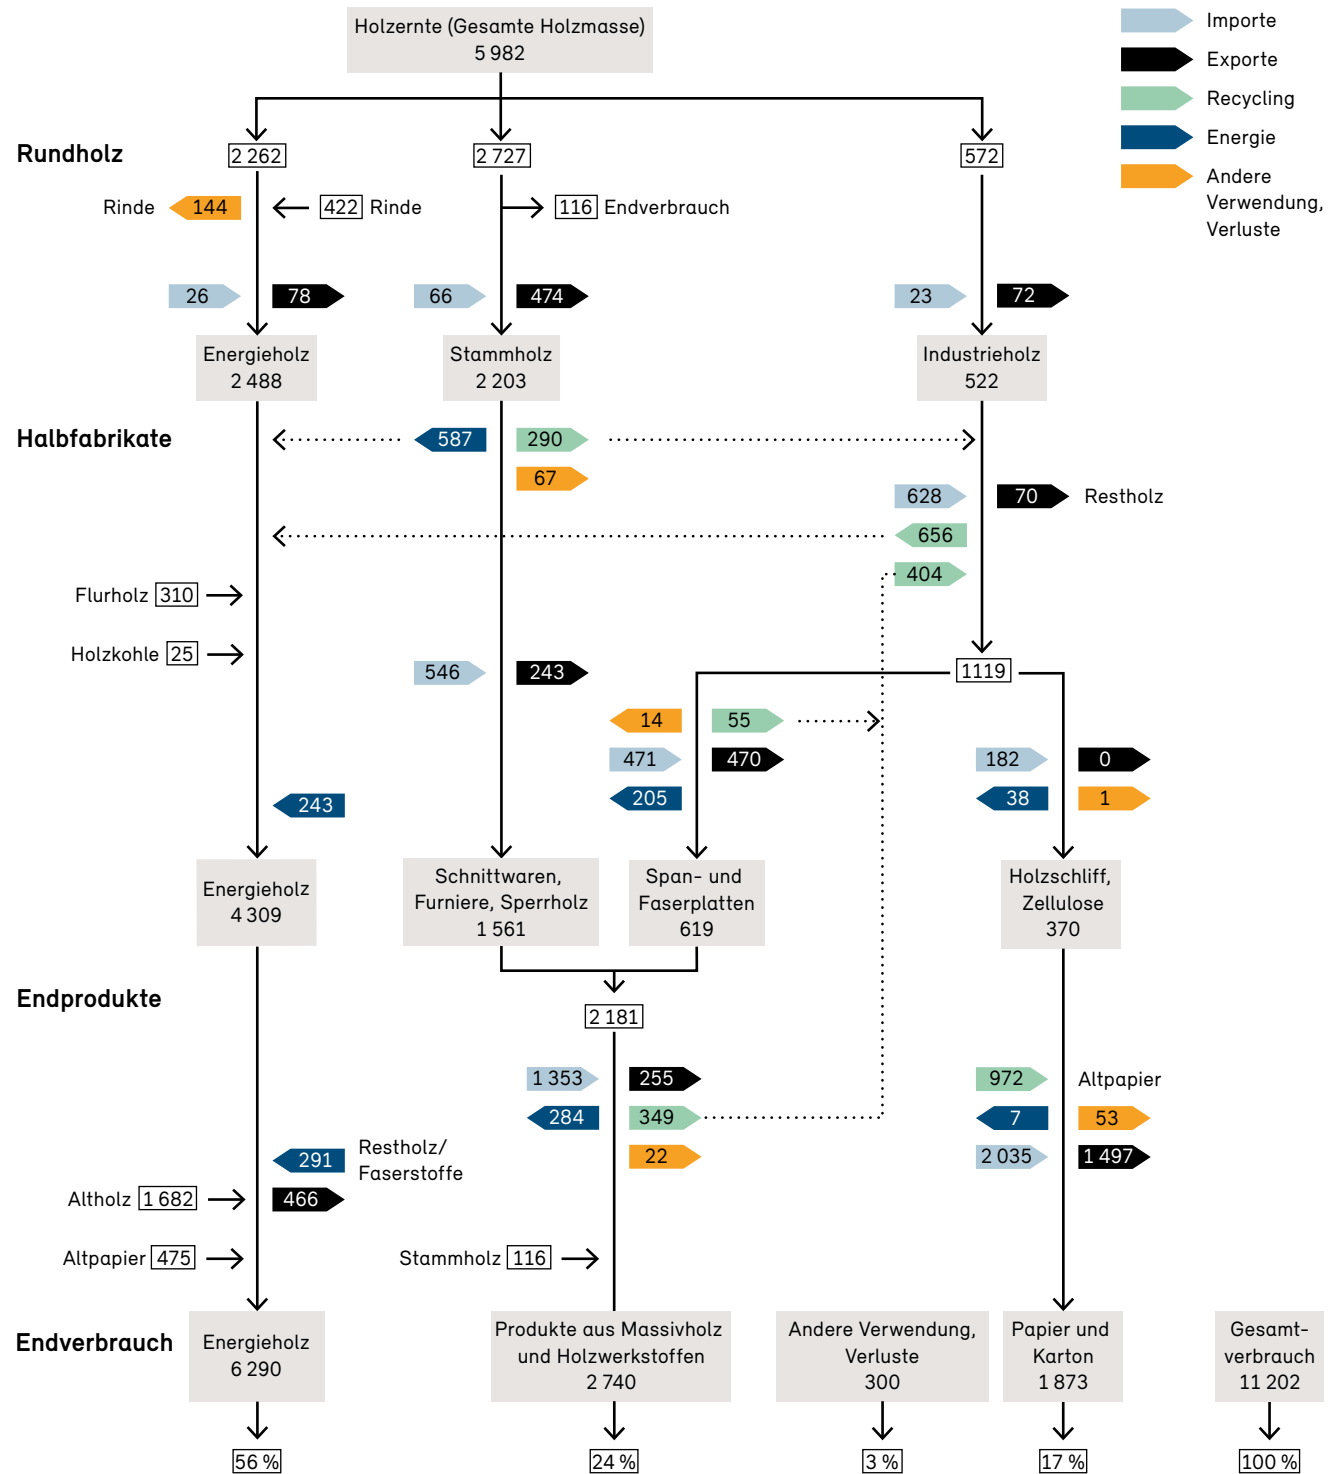 Holzernte (Gesamte Holzmasse)
5 982
Importe
Exporte
Recycling
Energie
Andere
Verwendung,
Verluste
Rundholz
2 262
2 727
572
Rinde
144
422
Rinde
116
Endverbrauch
26
78
66
474
23
72
Energieholz
2 488
Stammholz
2 203
Industrieholz
522
Halbfabrikate
587
290
67
628
70
Restholz
656
404
Flurholz
310
Holzkohle
25
546
243
1119
14
55
471
470
182
0
243
205
38
1
Energieholz
4 309
Schnittwaren,
Furniere, Sperrholz
1 561
Span- und
Faserplatten
619
Holzschliff,
Zellulose
370
Endprodukte
2 181
1 353
255
972
Altpapier
284
349
7
53
22
2 035
1 497
291
Restholz/
Faserstoffe
Altholz
1 682
466
Altpapier
475
Stammholz
116
Endverbrauch
Energieholz
6 290
Produkte aus Massivholz
und Holzwerkstoffen
2 740
Andere Verwendung,
Verluste
300
Papier und
Karton
1 873
Gesamt-
verbrauch
11 202
56 %
24 %
3 %
17 %
100 %